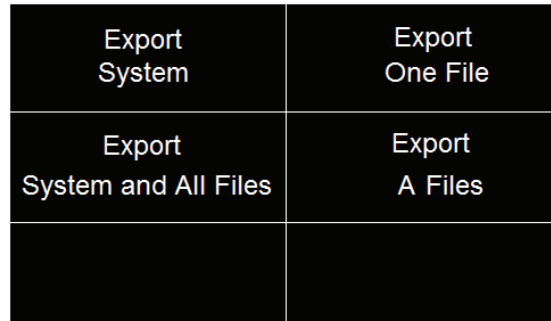 Export
System
Export
One File
Export
System and All Files
Export
A Files